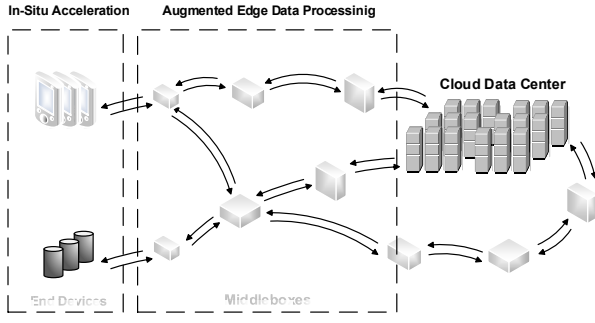 In-Situ Acceleration
Augmented Edge Data Processinig
Cloud Data Center
End Devices
Middleboxes